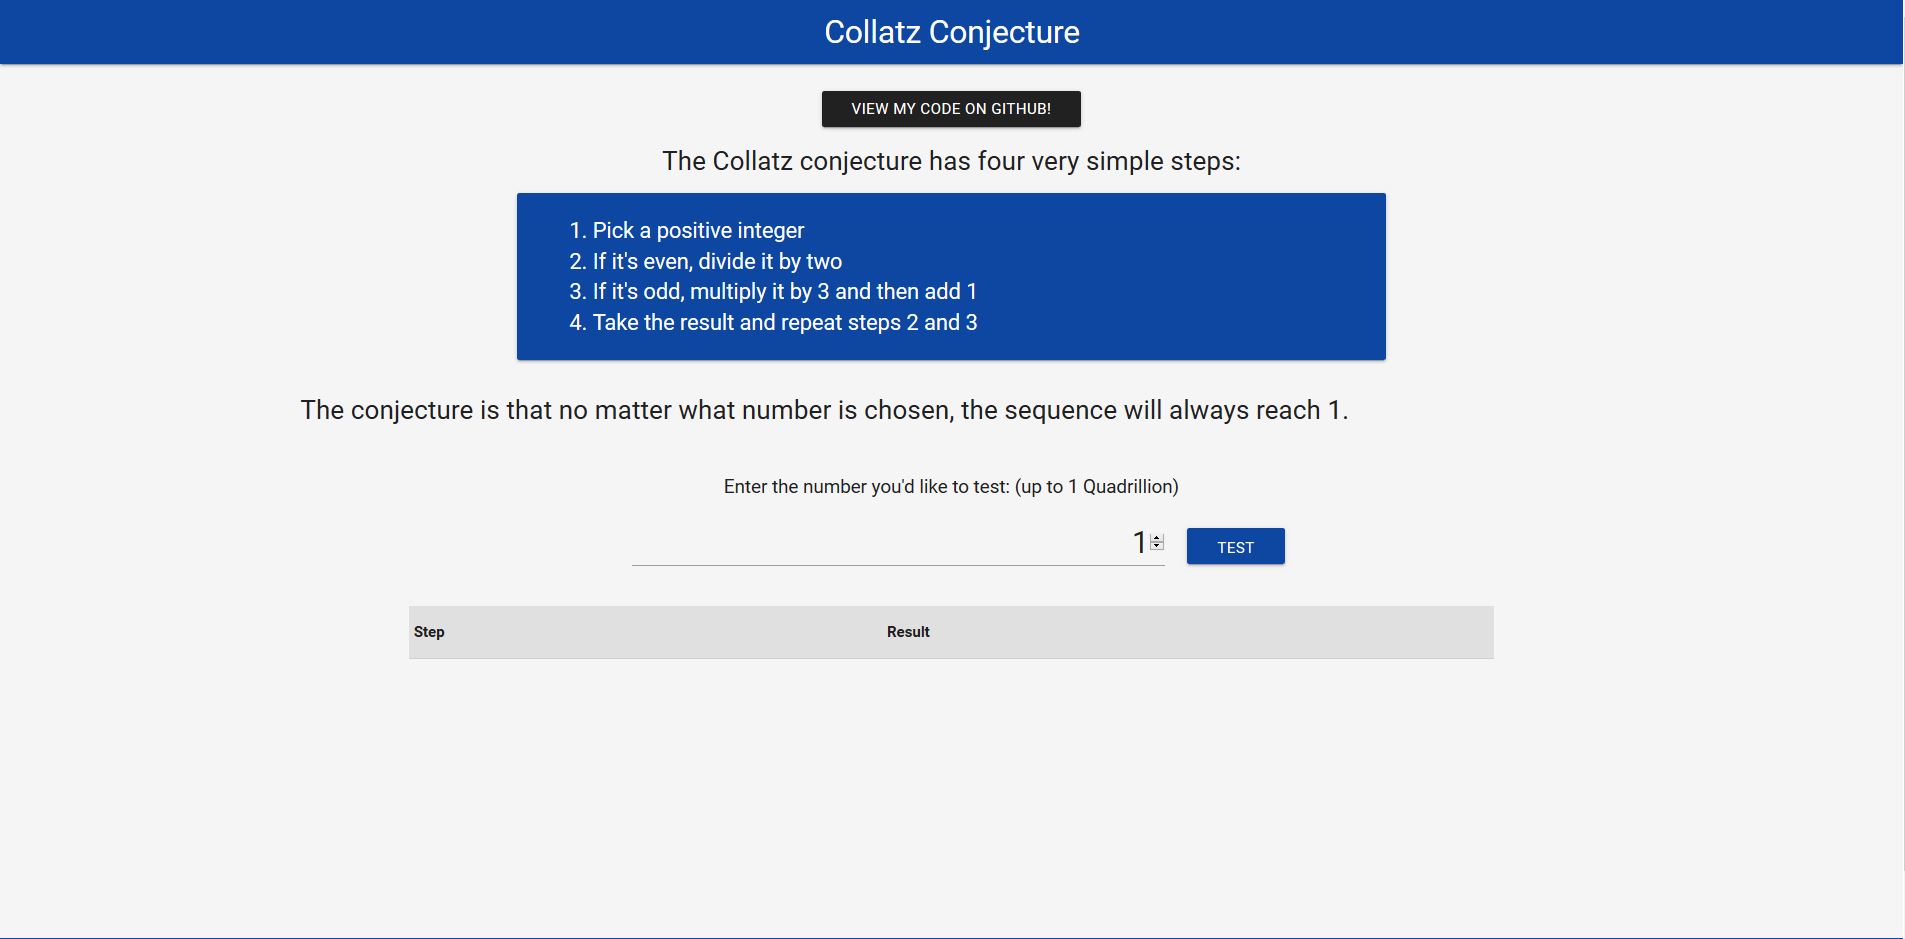 Collatz Conjecture
VIEW MY CODE ON GITHUB!
The Collatz conjecture has four very simple steps:
1. Pick a positive integer
2. If it's even, divide it by two
3. If it's odd, multiply it by 3 and then add 1
4. Take the result and repeat steps 2 and 3
The conjecture is that no matter what number is chosen, the sequence will always reach 1.
Enter the number you'd like to test: (up to 1 Quadrillion)
1 TEST
Step Result